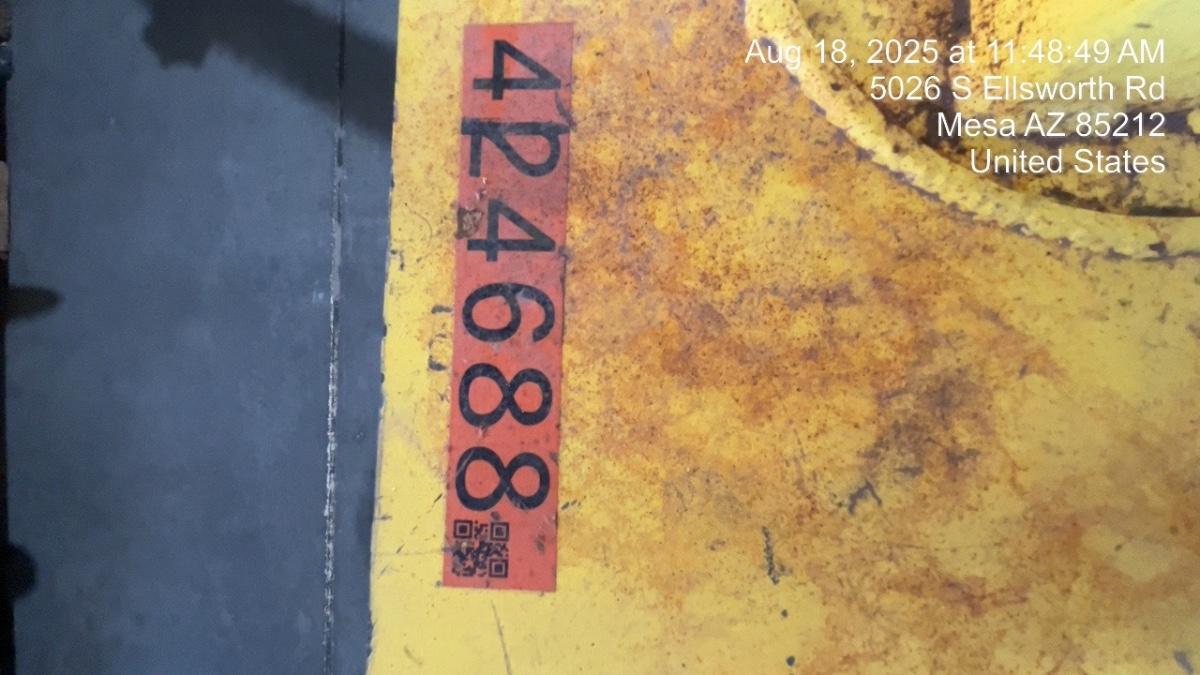 Aug 18, 2025 at 11:48:49 AM
5026 S Ellsworth Rd
Mesa AZ 85212
United States
424688